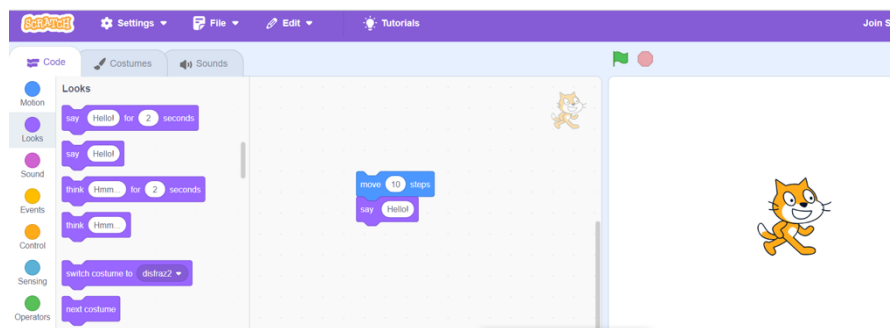 SCRATCH Settings File Edit Tutorials Join S
Code Costumes Sounds
Motion
Looks
Sound
Events
Control
Sensing
Operators
Looks
say Hello! for 2 seconds
say Hello!
think Hmm... for 2 seconds
think Hmm...
switch costume to disfraz2
next costume
move 10 steps
say Hello!